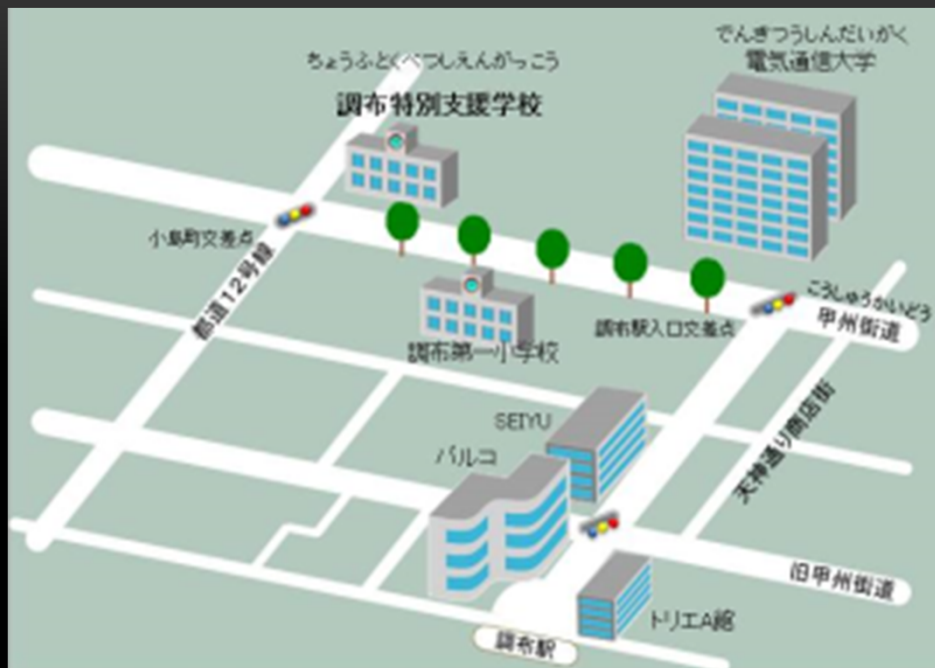 でんきつうしんだいがく
電気通信大学
ちょうふとくべつしえんがっこう
調布特別支援学校
小島町交差点
都道12号線
こうしゅうかいどう
甲州街道
調布駅入口交差点
調布第一小学校
天神通り商店街
SEIYU
パルコ
旧甲州街道
トリエA館
調布駅